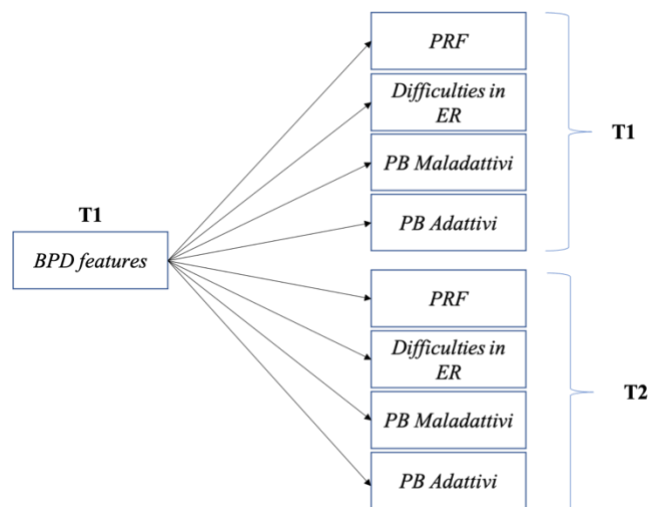 PRF
Difficulties in
ER
T1
PB Maladattivi
T1
PB Adattivi
BPD features
PRF
Difficulties in
ER
T2
PB Maladattivi
PB Adattivi